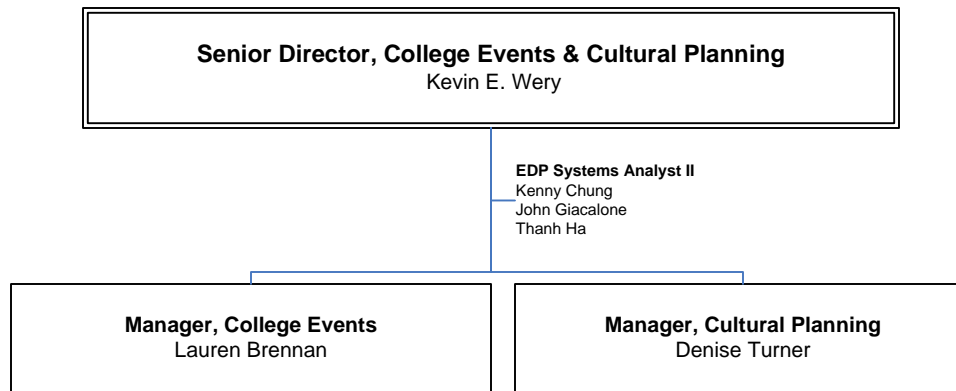 Senior Director, College Events & Cultural Planning
Kevin E. Wery
EDP Systems Analyst II
Kenny Chung
John Giacalone
Thanh Ha
Manager, College Events
Lauren Brennan
Manager, Cultural Planning
Denise Turner